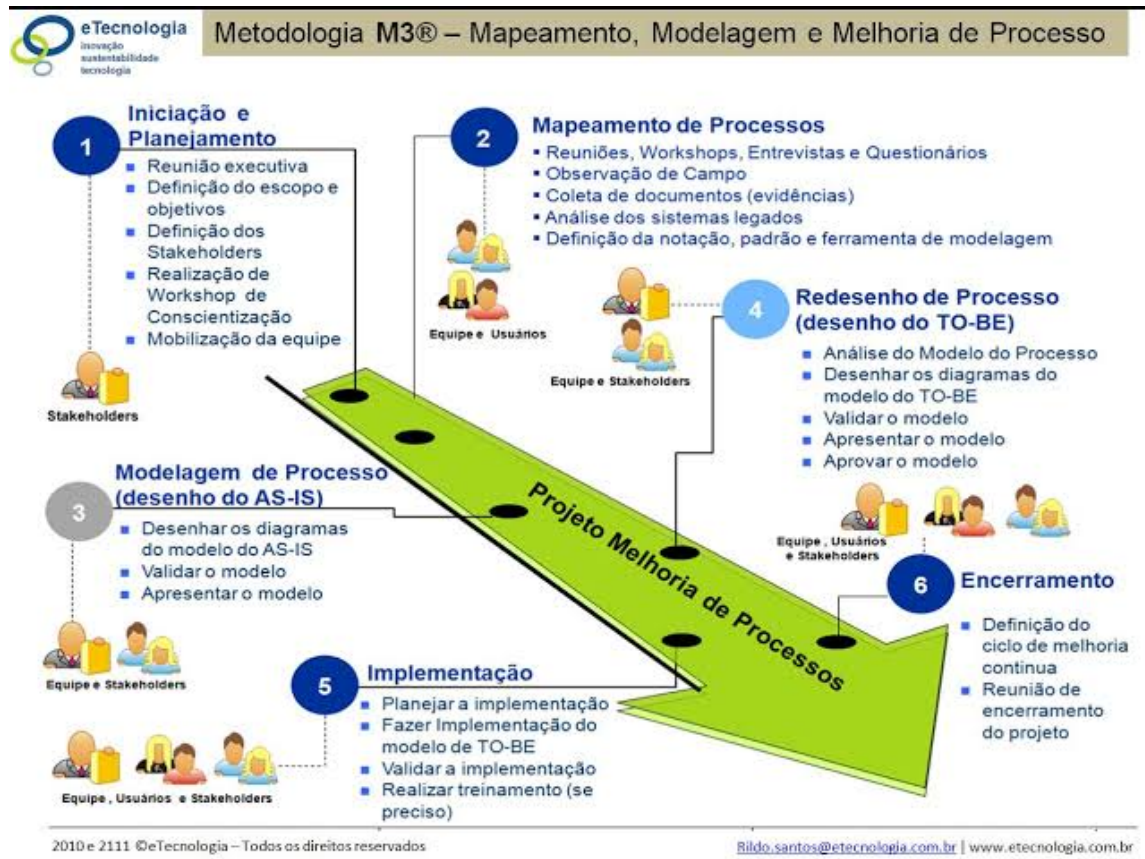 eTecnologia
inovação
sustentabilidade
tecnologia
Metodologia M3® – Mapeamento, Modelagem e Melhoria de Processo
1
Iniciação e
Planejamento
Reunião executiva
Definição do escopo e
objetivos
Definição dos
Stakeholders
Realização de
Workshop de
Conscientização
Mobilização da equipe
Stakeholders
2
Mapeamento de Processos
Reuniões, Workshops, Entrevistas e Questionários
Observação de Campo
Coleta de documentos (evidências)
Análise dos sistemas legados
Definição da notação, padrão e ferramenta de modelagem
Equipe e Usuários
3
Modelagem de Processo
(desenho do AS-IS)
Desenhar os diagramas
do modelo do AS-IS
Validar o modelo
Apresentar o modelo
Equipe e Stakeholders
4
Redesenho de Processo
(desenho do TO-BE)
Análise do Modelo do Processo
Desenhar os diagramas do
modelo do TO-BE
Validar o modelo
Apresentar o modelo
Aprovar o modelo
Equipe e Stakeholders
Projeto Melhoria de Processos
5
Implementação
Planejar a implementação
Fazer Implementação do
modelo de TO-BE
Validar a implementação
Realizar treinamento (se
preciso)
Equipe , Usuários e Stakeholders
6
Encerramento
Definição do
ciclo de melhoria
continua
Reunião de
encerramento
do projeto
Equipe , Usuários
e Stakeholders
2010 e 2111 ©eTecnologia – Todos os direitos reservados
Rildo.santos@etecnologia.com.br | www.etecnologia.com.br